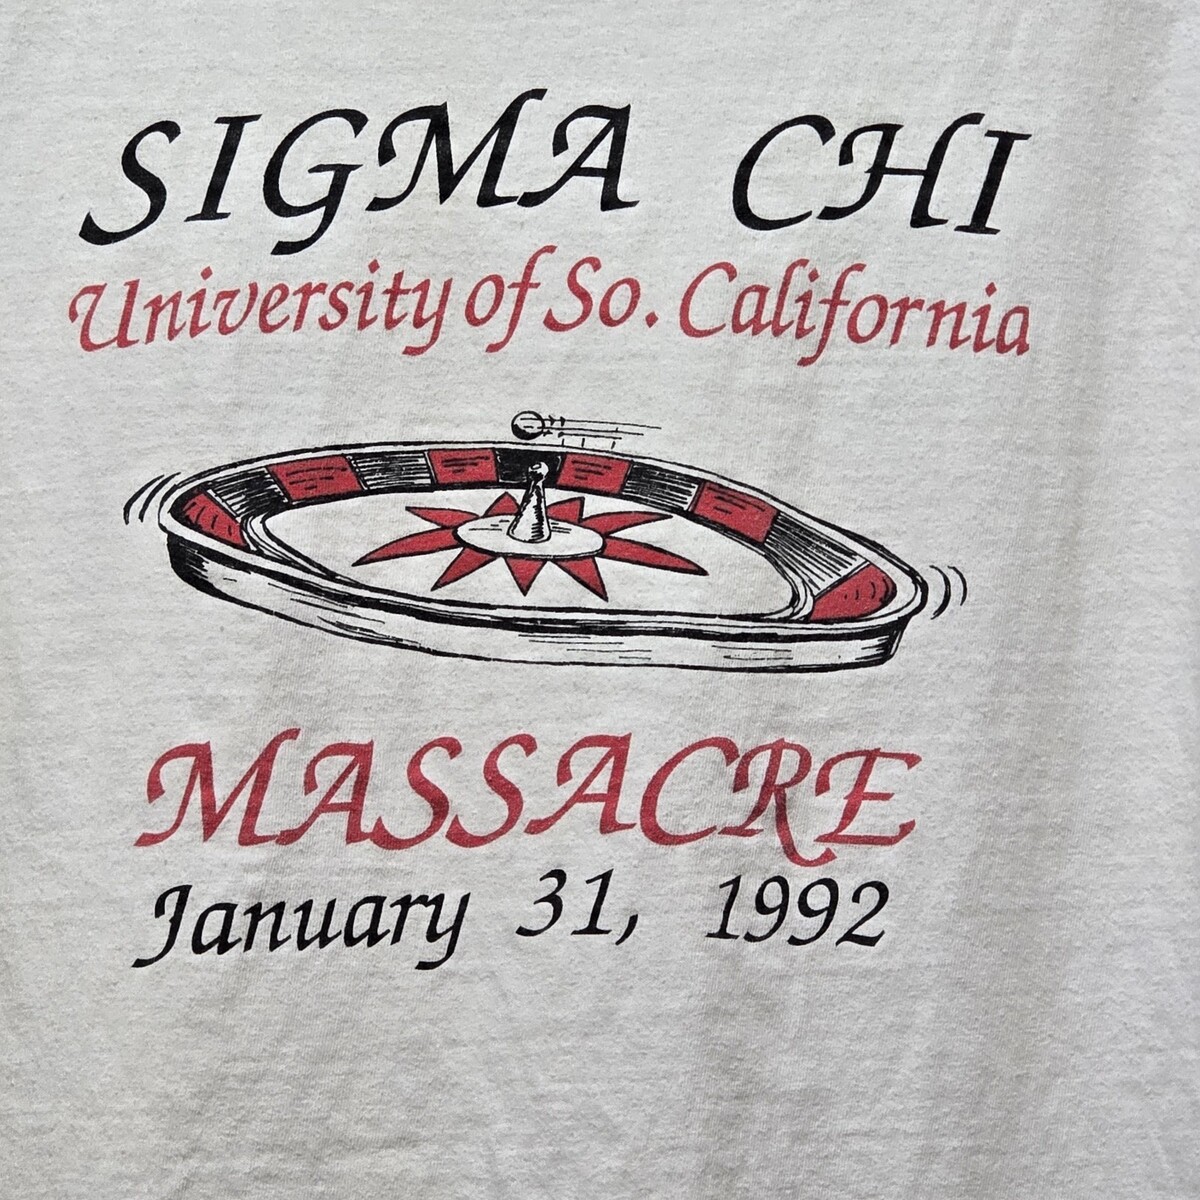 SIGMA CHI
University of So. California
MASSACRE
January 31, 1992